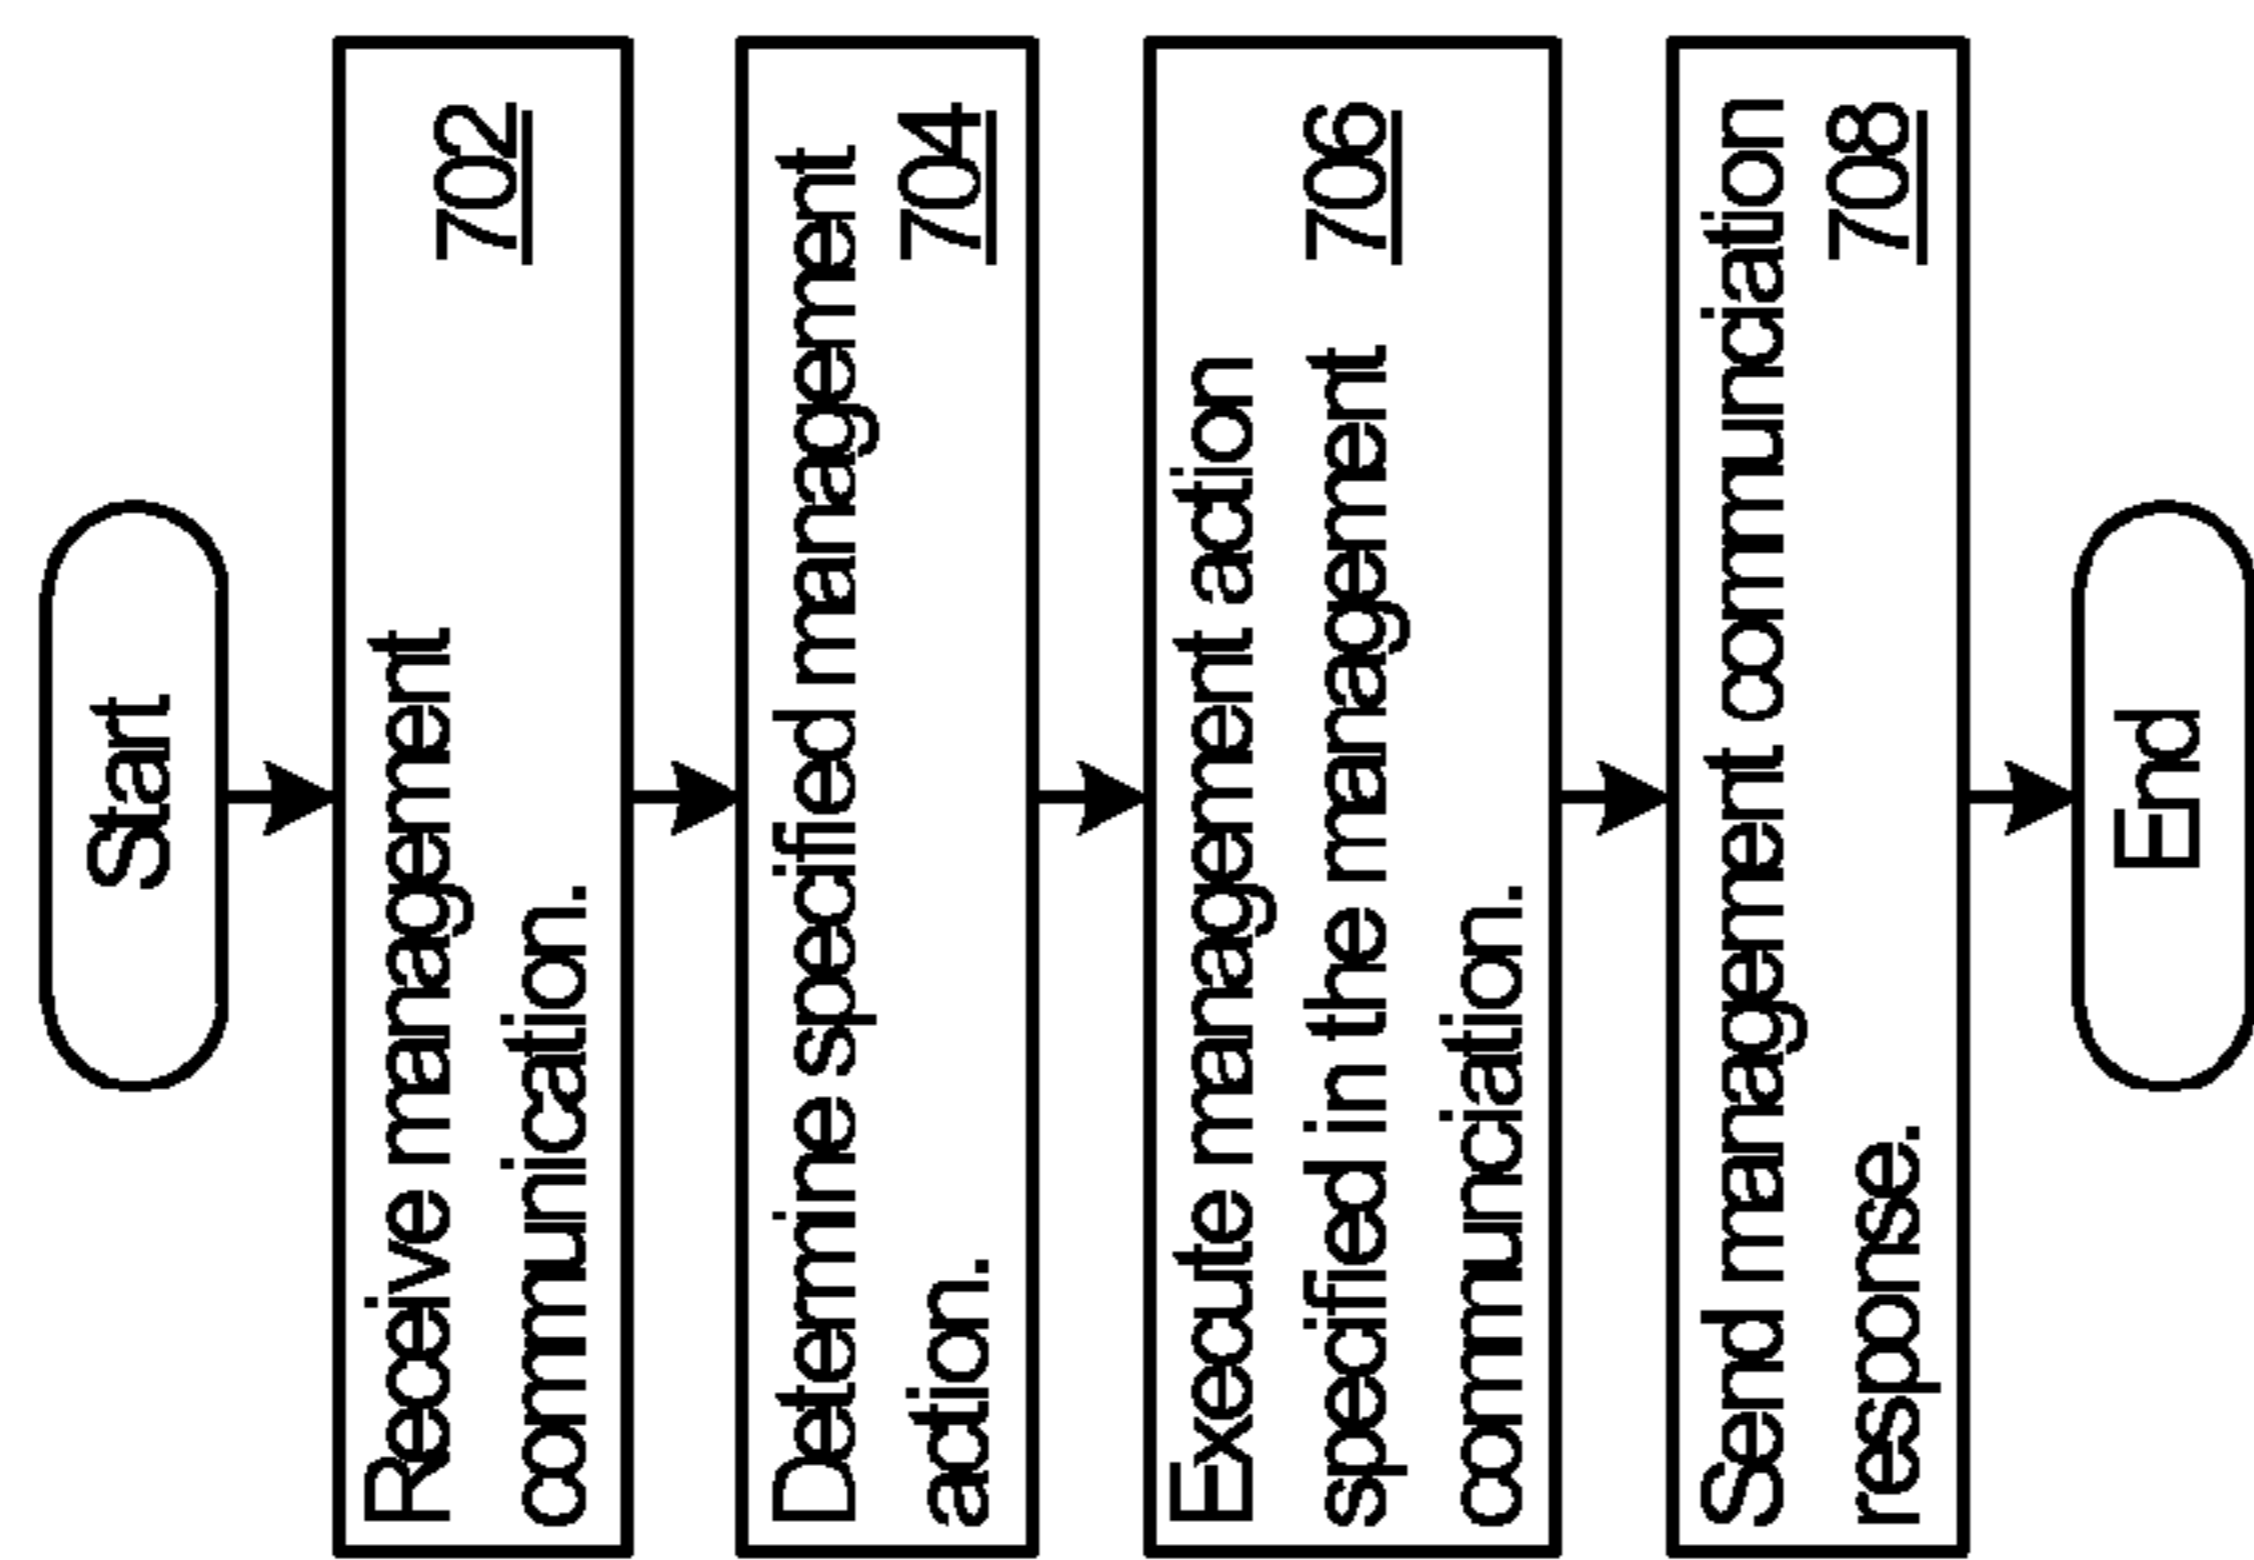 Start
Receive management
702
communication.
Determine specified management
action. 704
Execute management action
specified in the management 706
communciation.
Send management communciation
response. 708
End